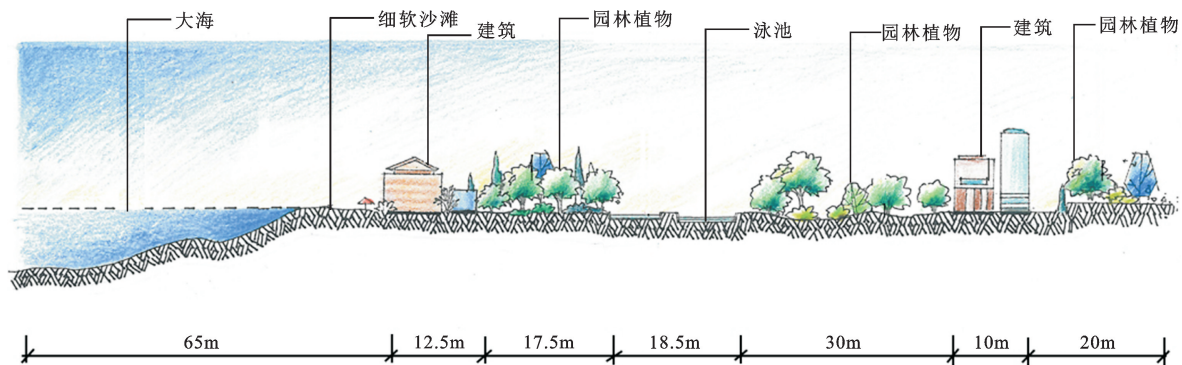 大海
细软沙滩
建筑
园林植物
泳池
园林植物
建筑
园林植物
65m
12.5m
17.5m
18.5m
30m
10m
20m